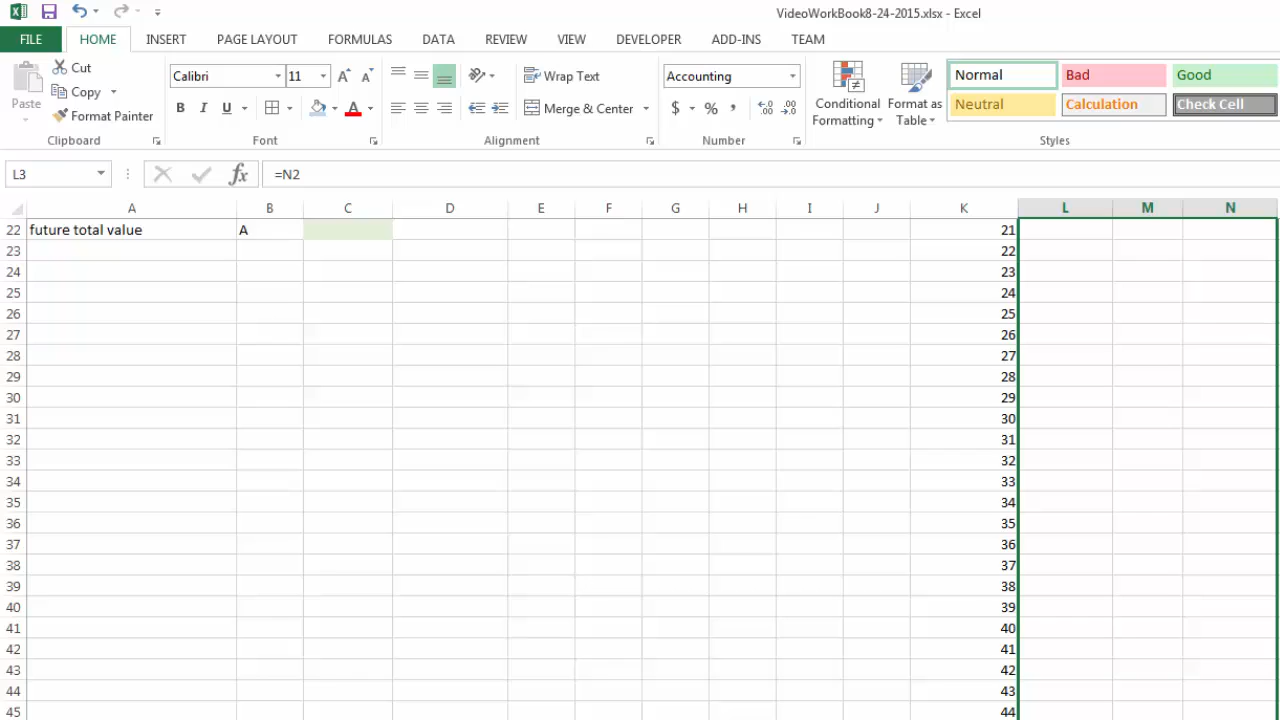 VideoWorkBook8-24-2015.xlsx - Excel
FILE HOME INSERT PAGE LAYOUT FORMULAS DATA REVIEW VIEW DEVELOPER ADD-INS TEAM
Paste
Cut
Copy
Format Painter
Clipboard
Calibri 11
B I U
Font
Wrap Text
Merge & Center
Alignment
Accounting
$ % ,
Number
Conditional Formatting
Format as Table
Normal Bad Good
Neutral Calculation Check Cell
Styles
L3 fx =N2
A B C D E F G H I J K L M N
22 future total value A 21
23 22
24 23
25 24
26 25
27 26
28 27
29 28
30 29
31 30
32 31
33 32
34 33
35 34
36 35
37 36
38 37
39 38
40 39
41 40
42 41
43 42
44 43
45 44